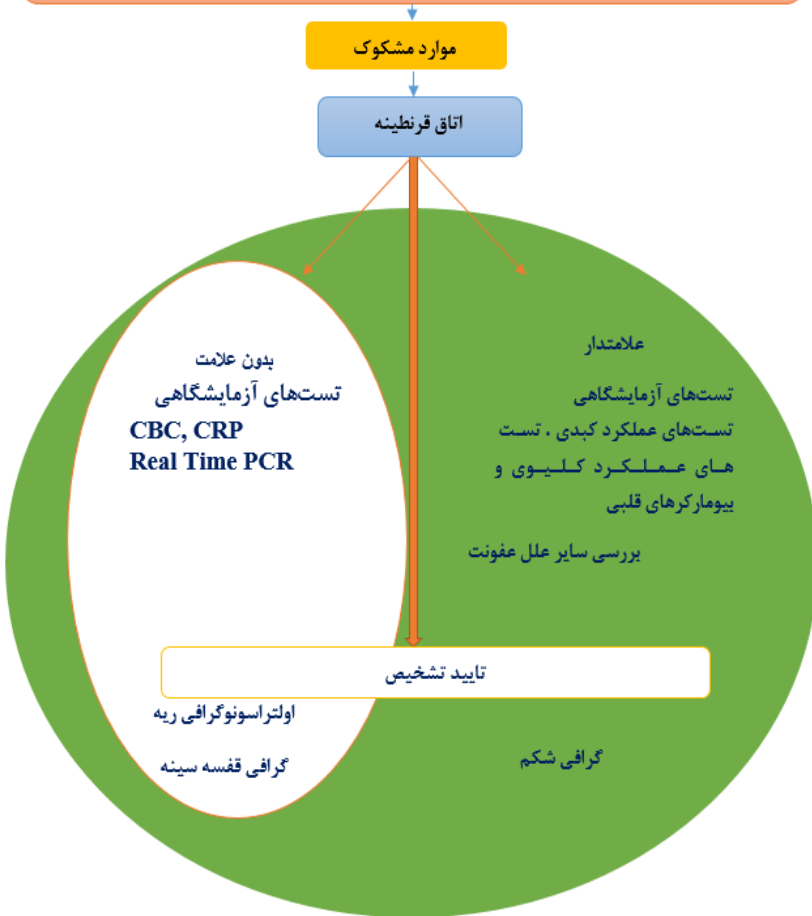 موارد مشکوک
اتاق قرنطینه
علامتدار
تست‌های آزمایشگاهی
تست‌های عملکرد کبدی ، تست
های عملکرد کلیوی و
بیومارکرهای قلبی
بررسی سایر علل عفونت
بدون علامت
تست‌های آزمایشگاهی
CBC, CRP
Real Time PCR
تایید تشخیص
اولتراسونوگرافی ریه
گرافی قفسه سینه
گرافی شکم